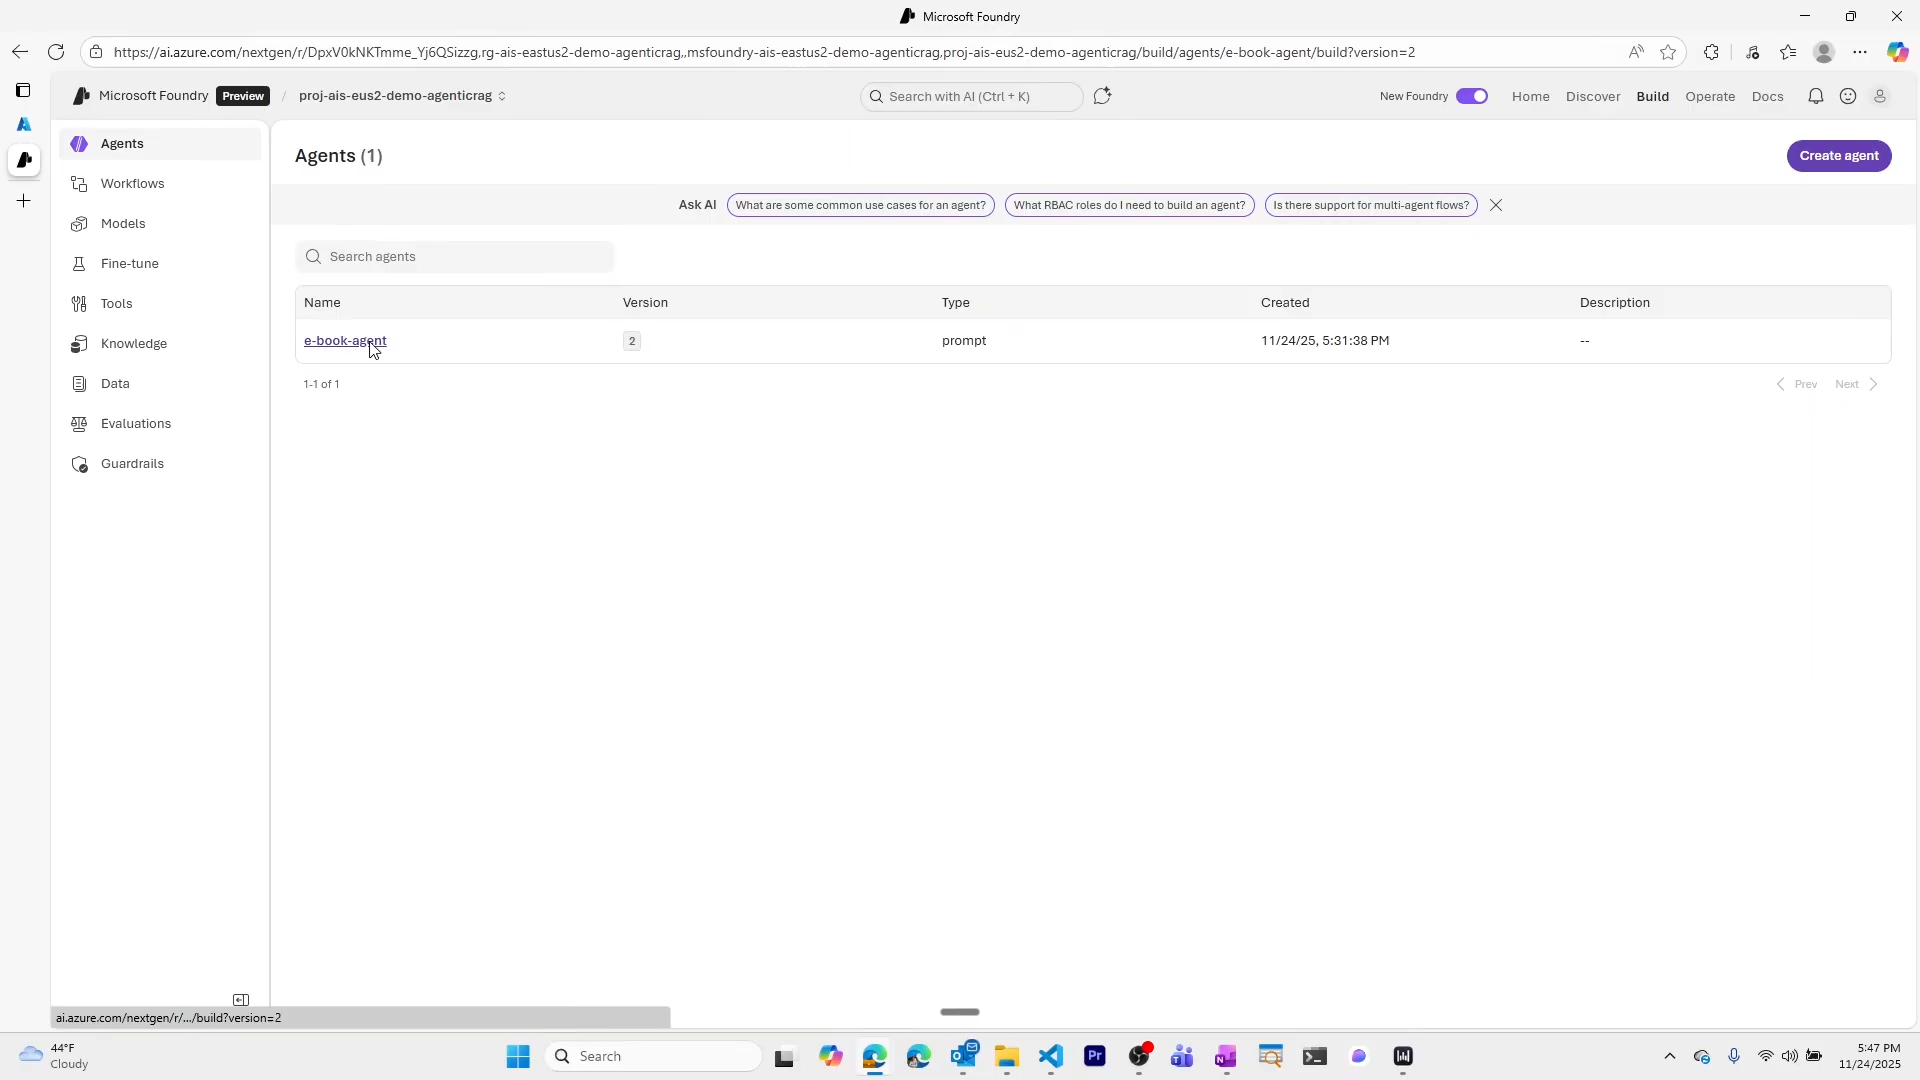 Microsoft Foundry
https://ai.azure.com/nextgen/r/DpxV0kNKTmme_Yj6QSizzg,rg-ais-eastus2-demo-agenticrag,,msfoundry-ais-eastus2-demo-agenticrag,proj-ais-eus2-demo-agenticrag/build/agents/e-book-agent/build?version=2
Microsoft Foundry Preview / proj-ais-eus2-demo-agenticrag Search with AI (Ctrl + K) New Foundry Home Discover Build Operate Docs
Agents
Workflows
Models
Fine-tune
Tools
Knowledge
Data
Evaluations
Guardrails
Agents (1) Create agent
Ask AI What are some common use cases for an agent? What RBAC roles do I need to build an agent? Is there support for multi-agent flows?
Search agents
Name Version Type Created Description
e-book-agent 2 prompt 11/24/25, 5:31:38 PM --
1-1 of 1 Prev Next
ai.azure.com/nextgen/r/.../build?version=2
44°F
Cloudy
Search
Pr
5:47 PM
11/24/2025